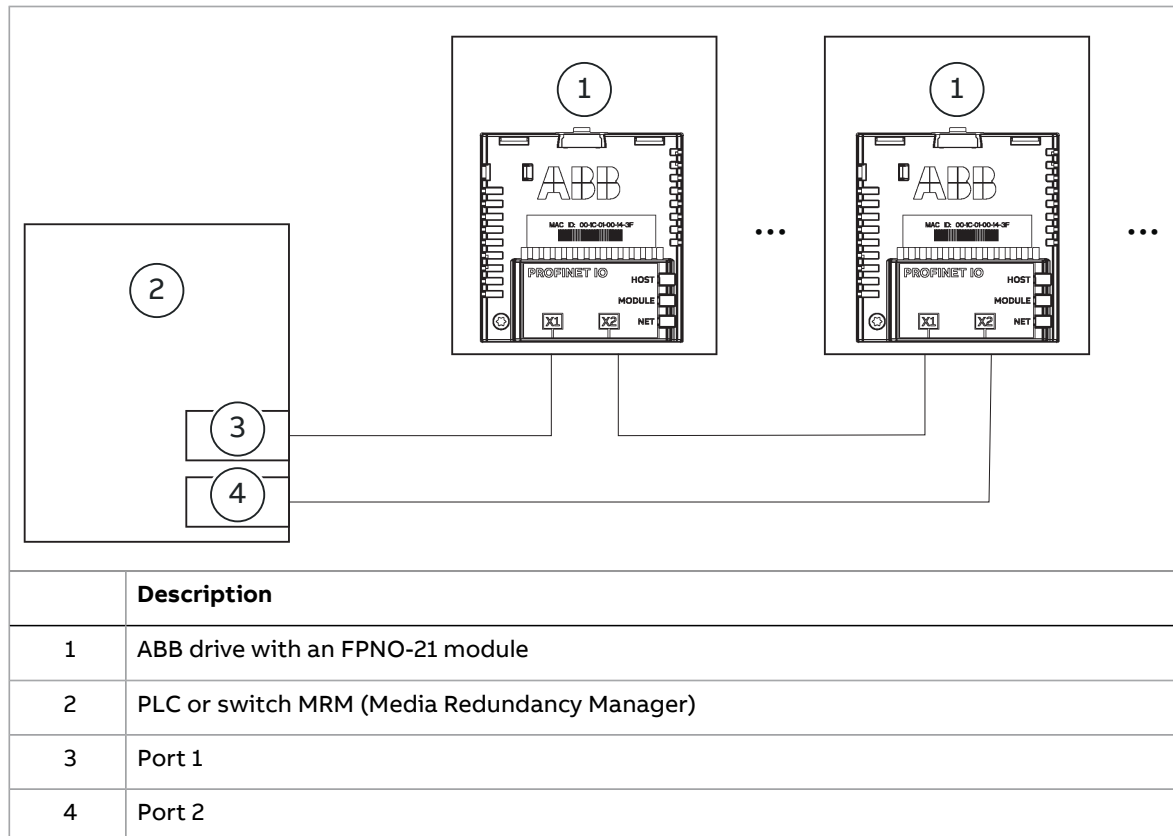 1
1
ABB
ABB
MAC ID: 00-1C-01-00-14-3F
MAC ID: 00-1C-01-00-14-3F
...
...
PROFINET IO
PROFINET IO
HOST
HOST
2
MODULE
MODULE
X1
X2
NET
X1
X2
NET
3
4
Description
1 ABB drive with an FPNO-21 module
2 PLC or switch MRM (Media Redundancy Manager)
3 Port 1
4 Port 2